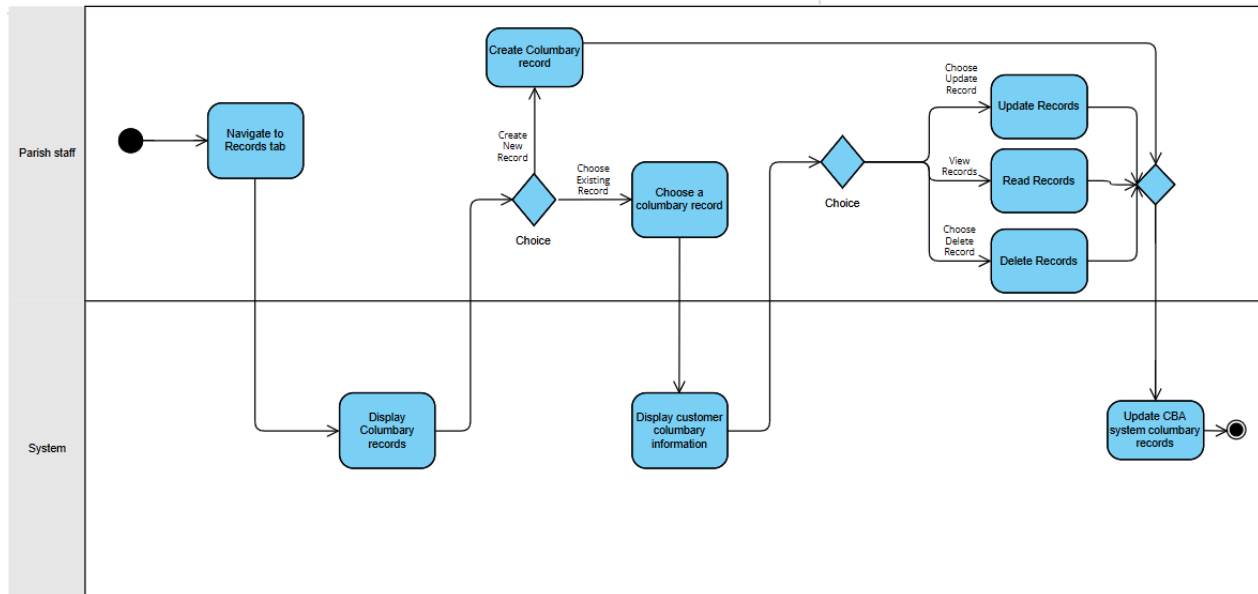 Parish staff
Navigate to
Records tab
Create Columbary
record
Create
New
Record
Choice
Choose
Existing
Record
Choose a
columbary record
Choice
Choose
Update
Record
Update Records
View
Records
Read Records
Choose
Delete
Record
Delete Records
System
Display
Columbary
records
Display customer
columbary
information
Update CBA
system columbary
records